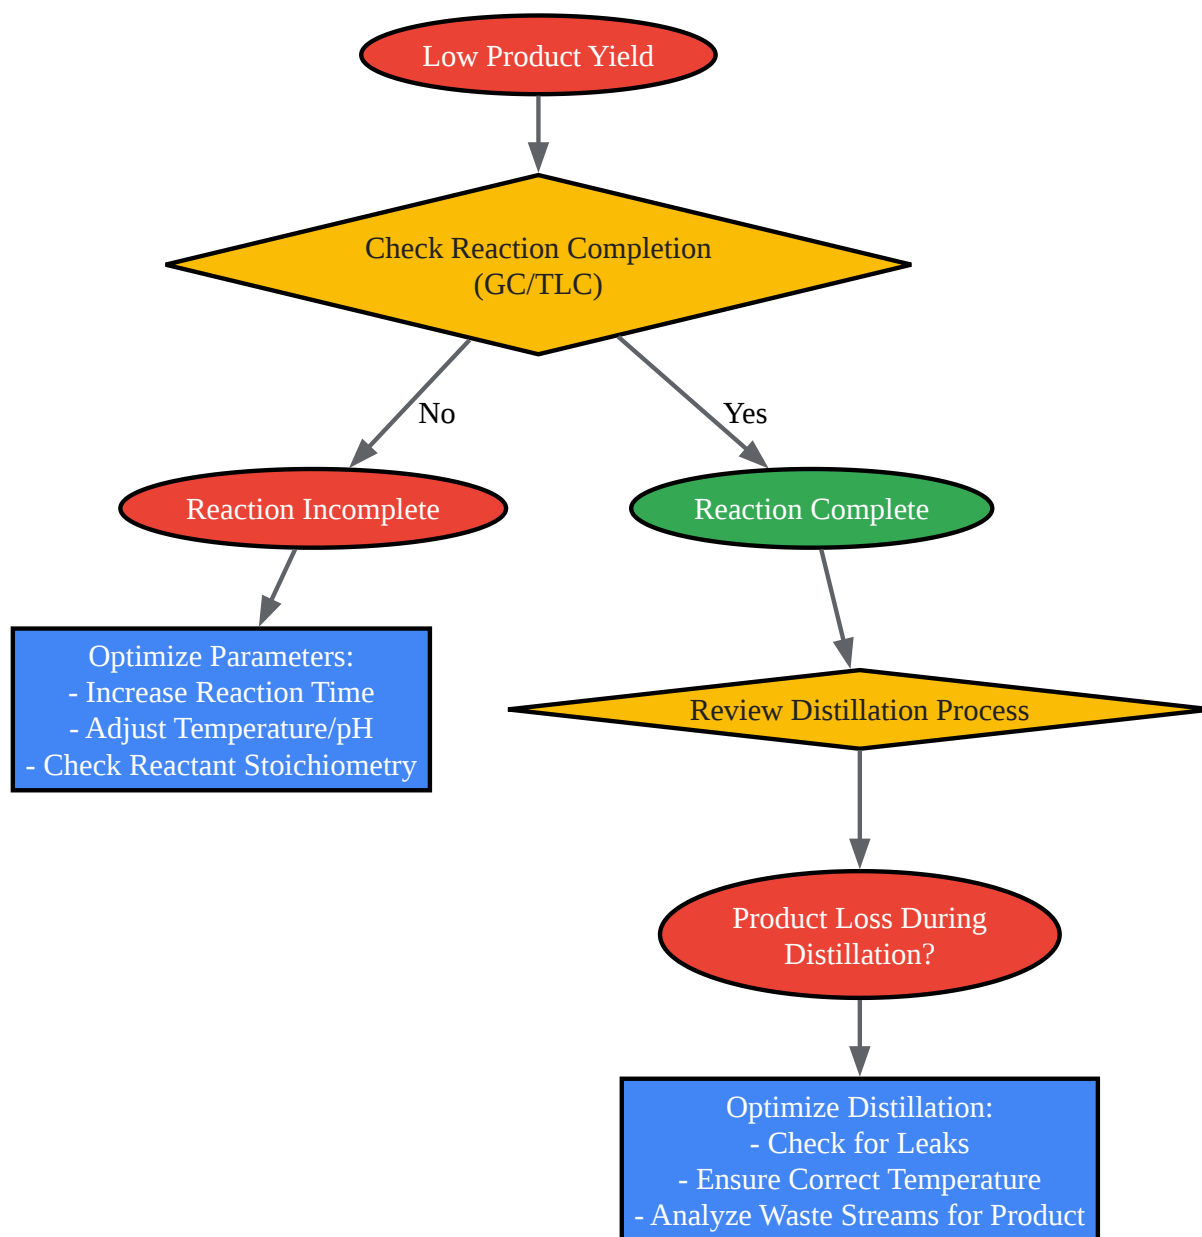 Low Product Yield
Check Reaction Completion
(GC/TLC)
No
Yes
Reaction Incomplete
Reaction Complete
Optimize Parameters:
- Increase Reaction Time
- Adjust Temperature/pH
- Check Reactant Stoichiometry
Review Distillation Process
Product Loss During
Distillation?
Optimize Distillation:
- Check for Leaks
- Ensure Correct Temperature
- Analyze Waste Streams for Product